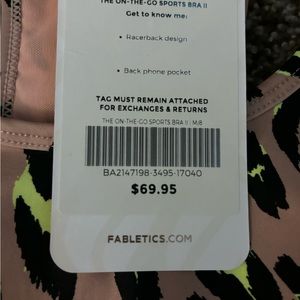 THE ON-THE-GO SPORTS BRA II
Get to know me:
• Racerback design
• Back phone pocket
TAG MUST REMAIN ATTACHED
FOR EXCHANGES & RETURNS
THE ON-THE-GO SPORTS BRA II | M/8
BA2147198-3495-17040
$69.95
FABLETICS.COM